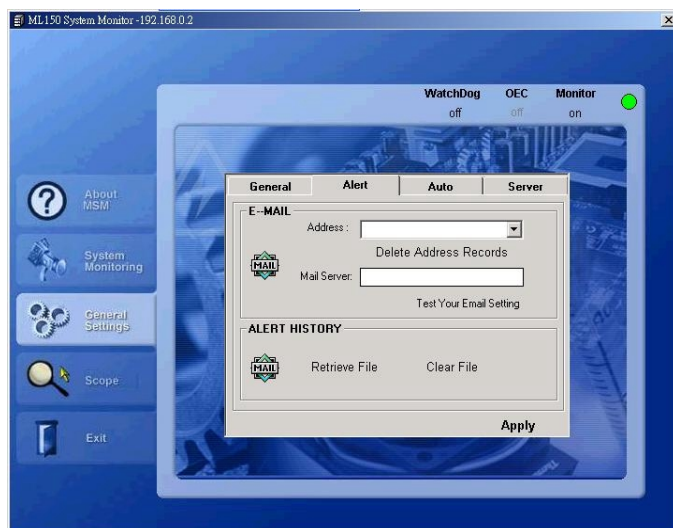 ML150 System Monitor -192.168.0.2
WatchDog OEC Monitor
off off on
About
MSM
System
Monitoring
General
Settings
Scope
Exit
General Alert Auto Server
E--MAIL
Address :
Delete Address Records
MAIL
Mail Server:
Test Your Email Setting
ALERT HISTORY
MAIL
Retrieve File Clear File
Apply